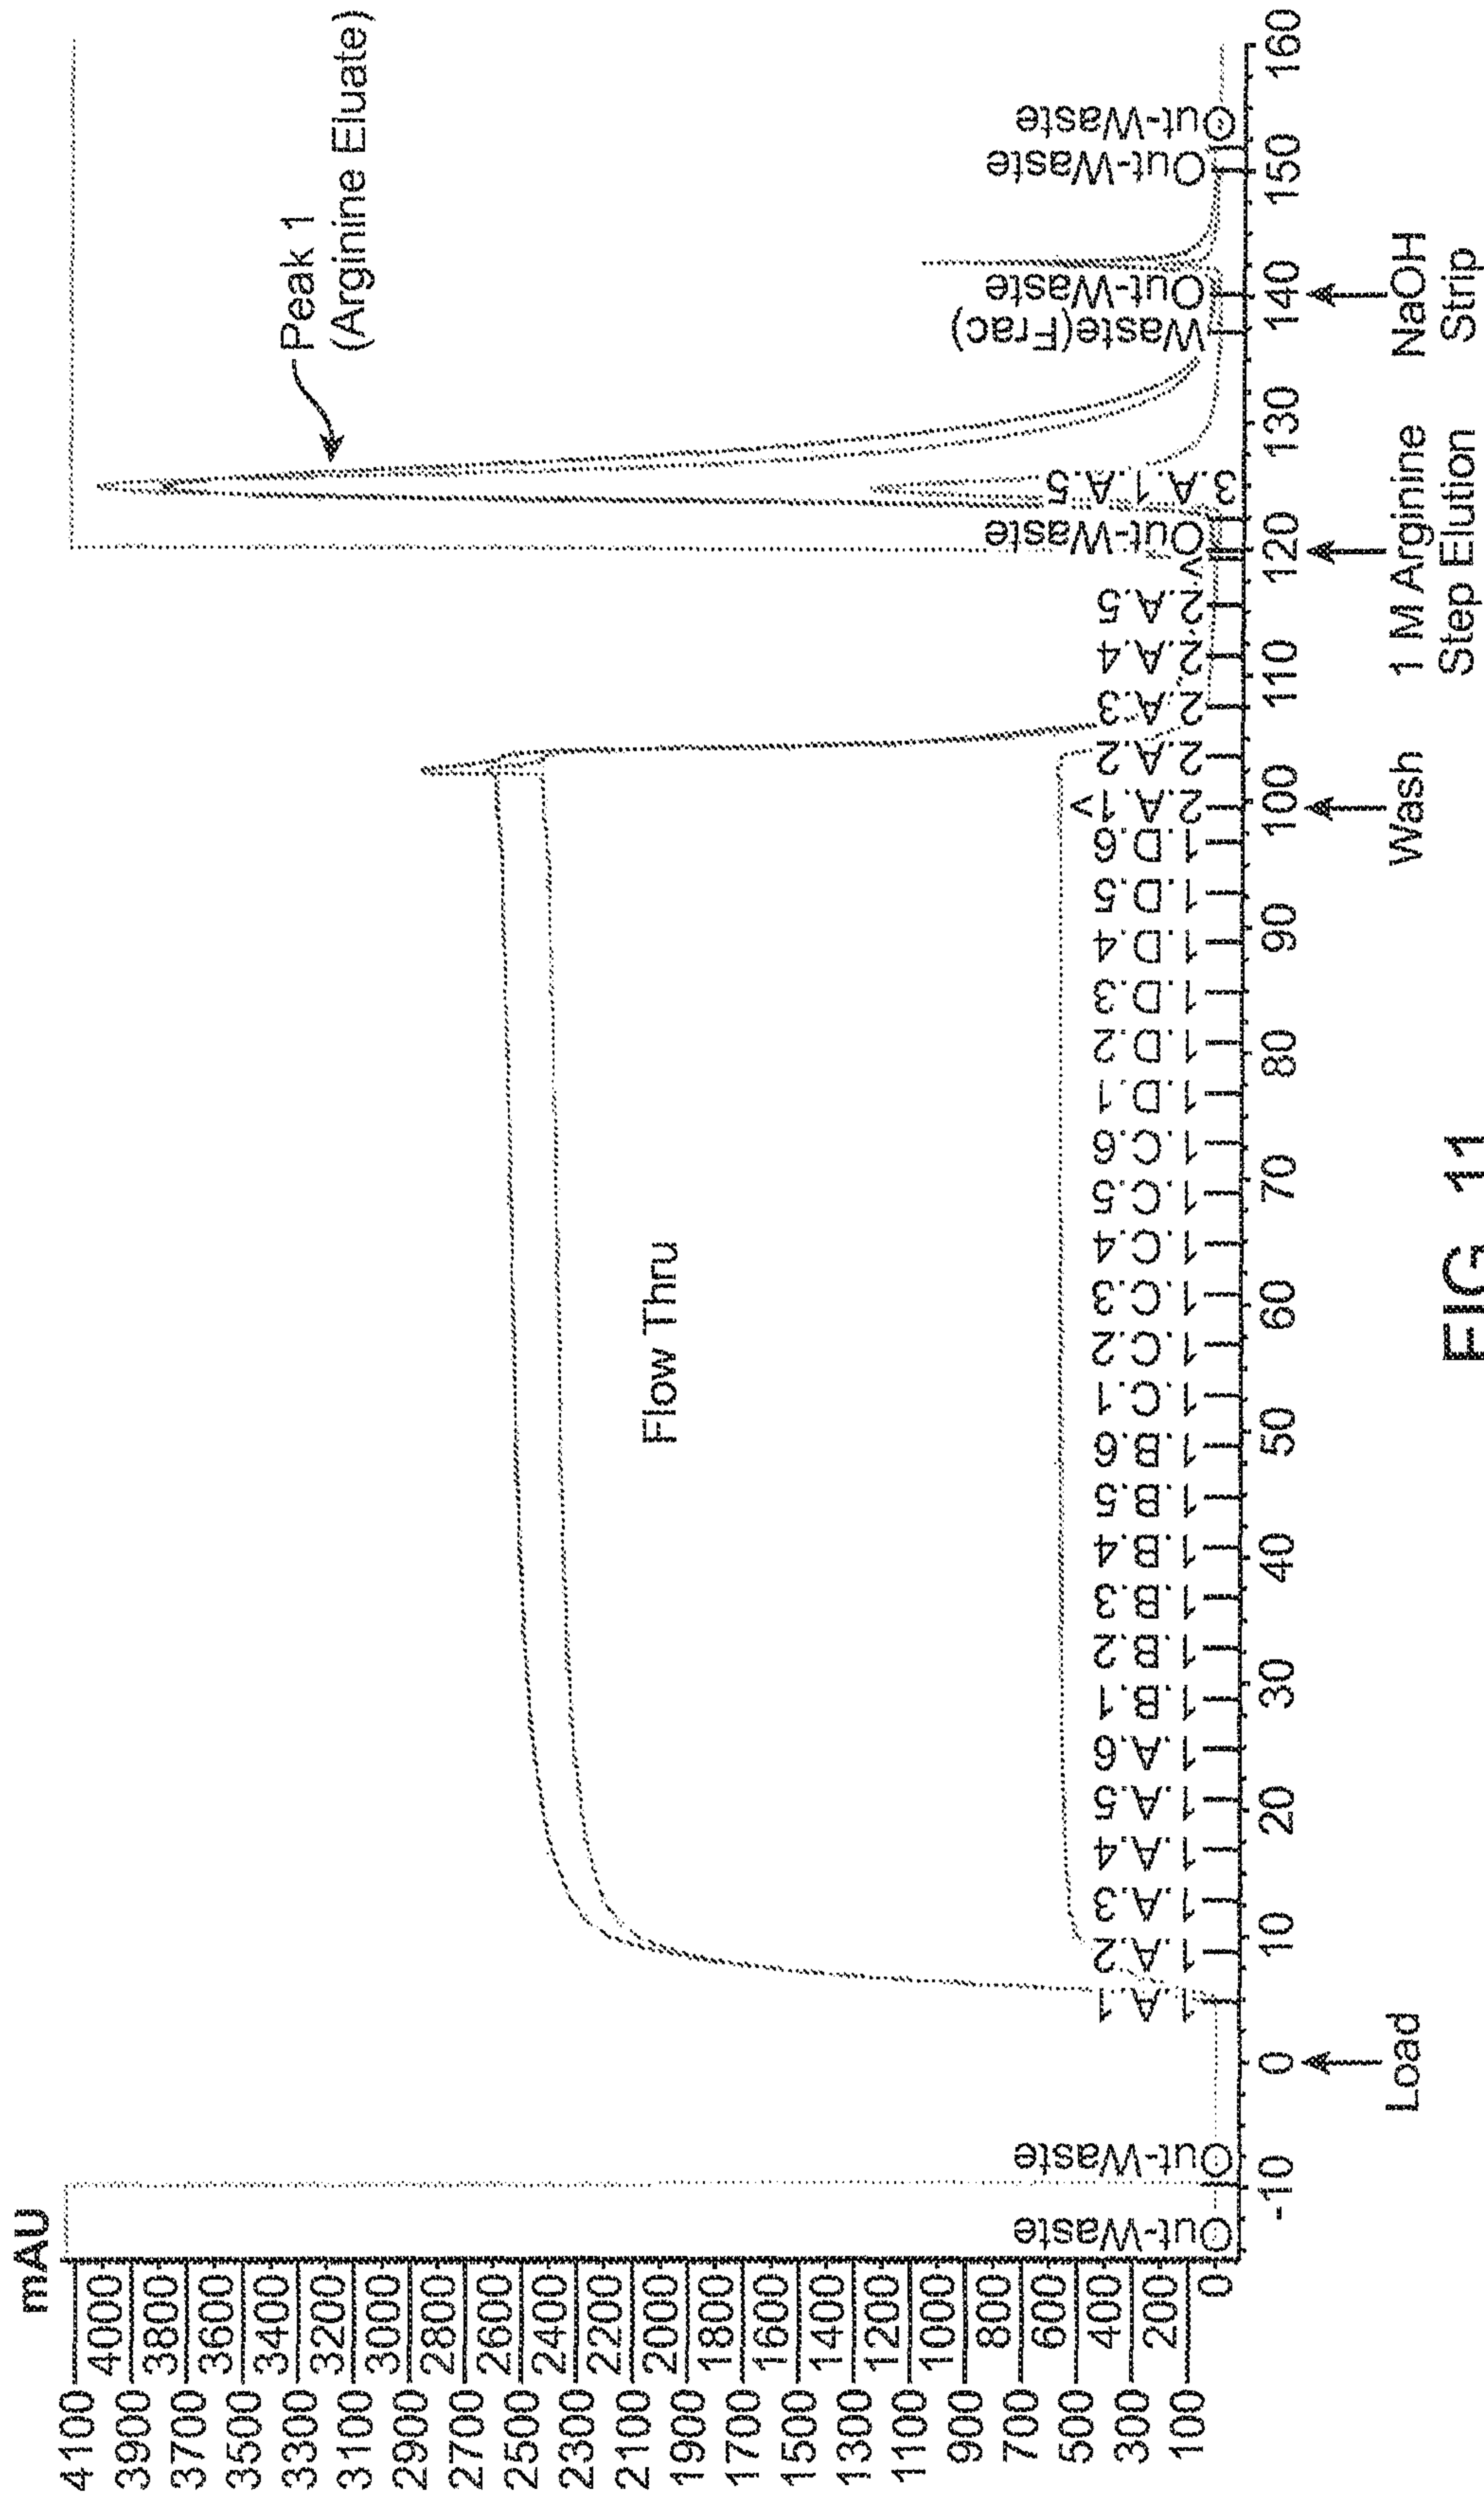 mAU
4100
4000
3900
3800
3700
3600
3500
3400
3300
3200
3100
3000
2900
2800
2700
2600
2500
2400
2300
2200
2100
2000
1900
1800
1700
1600
1500
1400
1300
1200
1100
1000
900
800
700
600
500
400
300
200
100
0
Peak 1
(Arginine Eluate)
Flow Thru
Out-Waste
Out-Waste
1.A.1
1.A.2
1.A.3
1.A.4
1.A.5
1.A.6
1.B.1
1.B.2
1.B.3
1.B.4
1.B.5
1.B.6
1.C.1
1.C.2
1.C.3
1.C.4
1.C.5
1.C.6
1.D.1
1.D.2
1.D.3
1.D.4
1.D.5
1.D.6
2.A.1>
2.A.2
2.A.3
2.A.4
2.A.5
>
Out-Waste
3.A.1.A.5
Waste(Frac)
Out-Waste
Out-Waste
Out-Waste
-10
0
10
20
30
40
50
60
70
80
90
100
110
120
130
140
150
160
Load
Wash
1 M Arginine
Step Elution
NaOH
Strip
FIG. 11